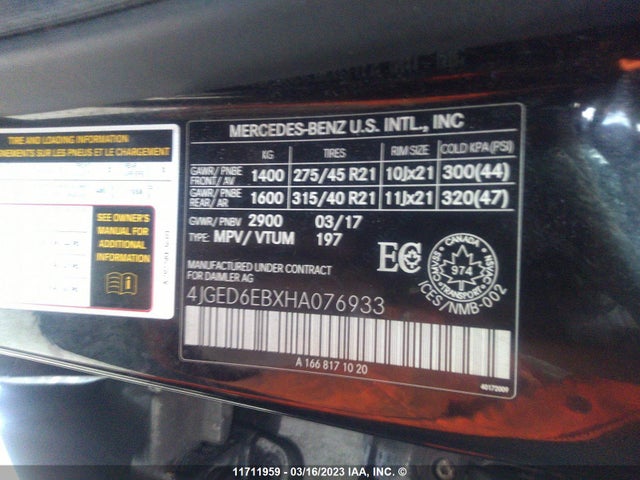 TIRE AND LOADING INFORMATION
SUR LES PNEUS ET LE CHARGEMENT
SEE OWNER'S
MANUAL FOR
ADDITIONAL
INFORMATION
MERCEDES-BENZ U.S. INTL., INC
KG TIRES RIM SIZE COLD KPA (PSI)
GAWR/PNBE FRONT/AV 1400 275/45 R21 10Jx21 300(44)
GAWR/PNBE REAR/AR 1600 315/40 R21 11Jx21 320(47)
GVWR/PNBV 2900 03/17
TYPE: MPV/VTUM 197
EC
CANADA
974
TRANSPORT
ICES/NMB-002
MANUFACTURED UNDER CONTRACT
FOR DAIMLER AG
4JGED6EBXHA076933
A 166 817 10 20
40172009
11711959 - 03/16/2023 IAA, INC. ©